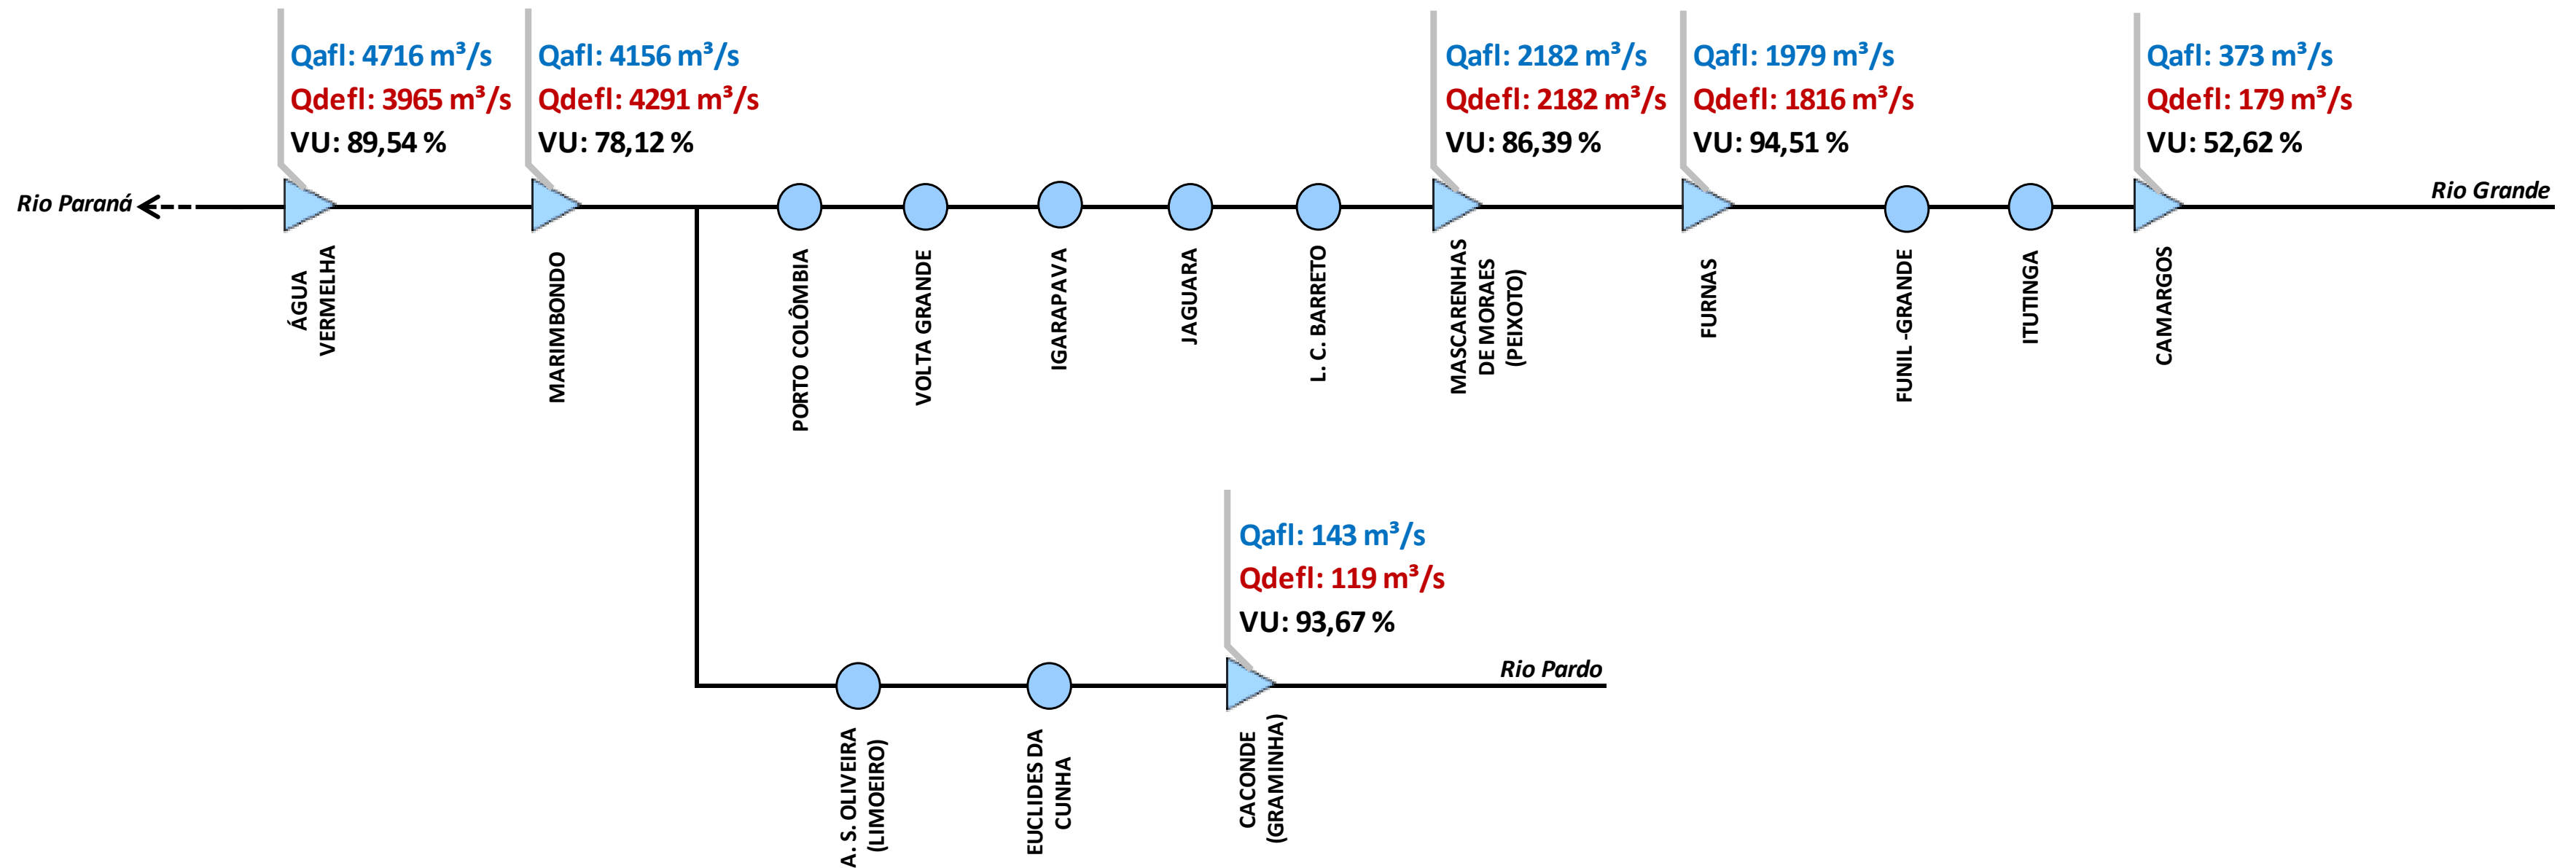 Qafl: 4716 m³/s
Qdefl: 3965 m³/s
VU: 89,54 %
Qafl: 4156 m³/s
Qdefl: 4291 m³/s
VU: 78,12 %
Qafl: 2182 m³/s
Qdefl: 2182 m³/s
VU: 86,39 %
Qafl: 1979 m³/s
Qdefl: 1816 m³/s
VU: 94,51 %
Qafl: 373 m³/s
Qdefl: 179 m³/s
VU: 52,62 %
Rio Paraná
Rio Grande
ÁGUA
VERMELHA
MARIMBONDO
PORTO COLÔMBIA
VOLTA GRANDE
IGARAPAVA
JAGUARA
L. C. BARRETO
MASCARENHAS
DE MORAES
(PEIXOTO)
FURNAS
FUNIL -GRANDE
ITUTINGA
CAMARGOS
Qafl: 143 m³/s
Qdefl: 119 m³/s
VU: 93,67 %
Rio Pardo
A. S. OLIVEIRA
(LIMOEIRO)
EUCLIDES DA
CUNHA
CACONDE
(GRAMINHA)